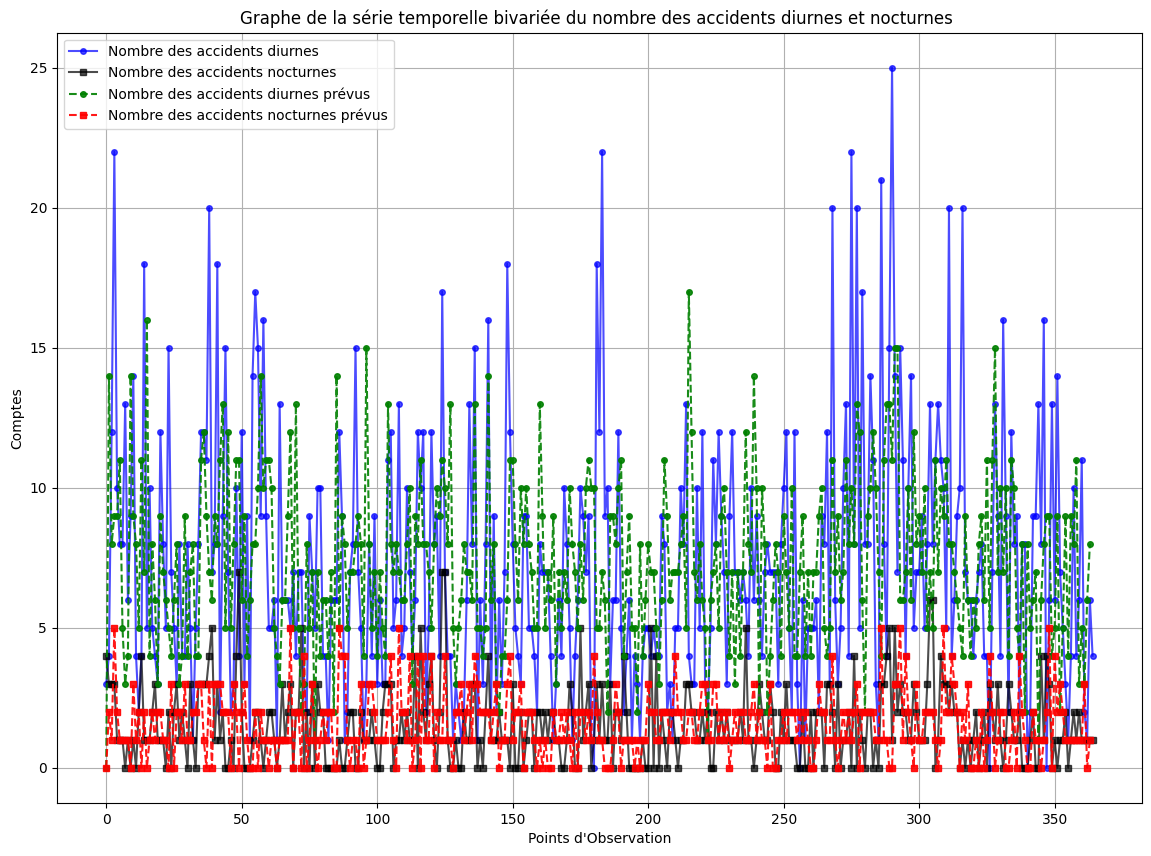 Graphe de la série temporelle bivariée du nombre des accidents diurnes et nocturnes
Nombre des accidents diurnes
Nombre des accidents nocturnes
Nombre des accidents diurnes prévus
Nombre des accidents nocturnes prévus
Comptes
25
20
15
10
5
0
0 50 100 150 200 250 300 350
Points d'Observation